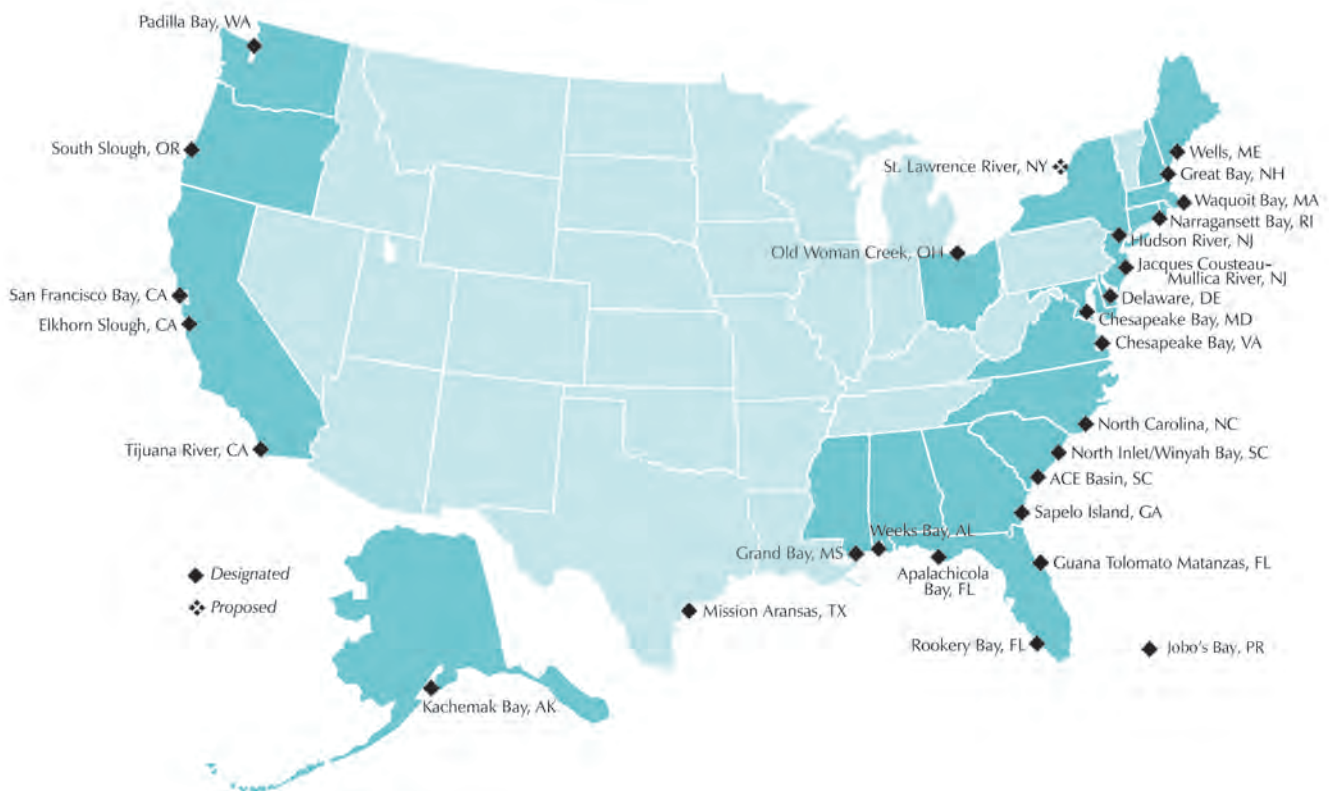 Padilla Bay, WA
South Slough, OR
St. Lawrence River, NY
Wells, ME
Great Bay, NH
Waquoit Bay, MA
Narragansett Bay, RI
Hudson River, NJ
Old Woman Creek, OH
Jacques Cousteau-
Mullica River, NJ
San Francisco Bay, CA
Delaware, DE
Elkhorn Slough, CA
Chesapeake Bay, MD
Chesapeake Bay, VA
Tijuana River, CA
North Carolina, NC
North Inlet/Winyah Bay, SC
ACE Basin, SC
Sapelo Island, GA
Weeks Bay, AL
Grand Bay, MS
Apalachicola
Bay, FL
Guana Tolomato Matanzas, FL
Designated
Proposed
Mission Aransas, TX
Rookery Bay, FL
Jobo's Bay, PR
Kachemak Bay, AK